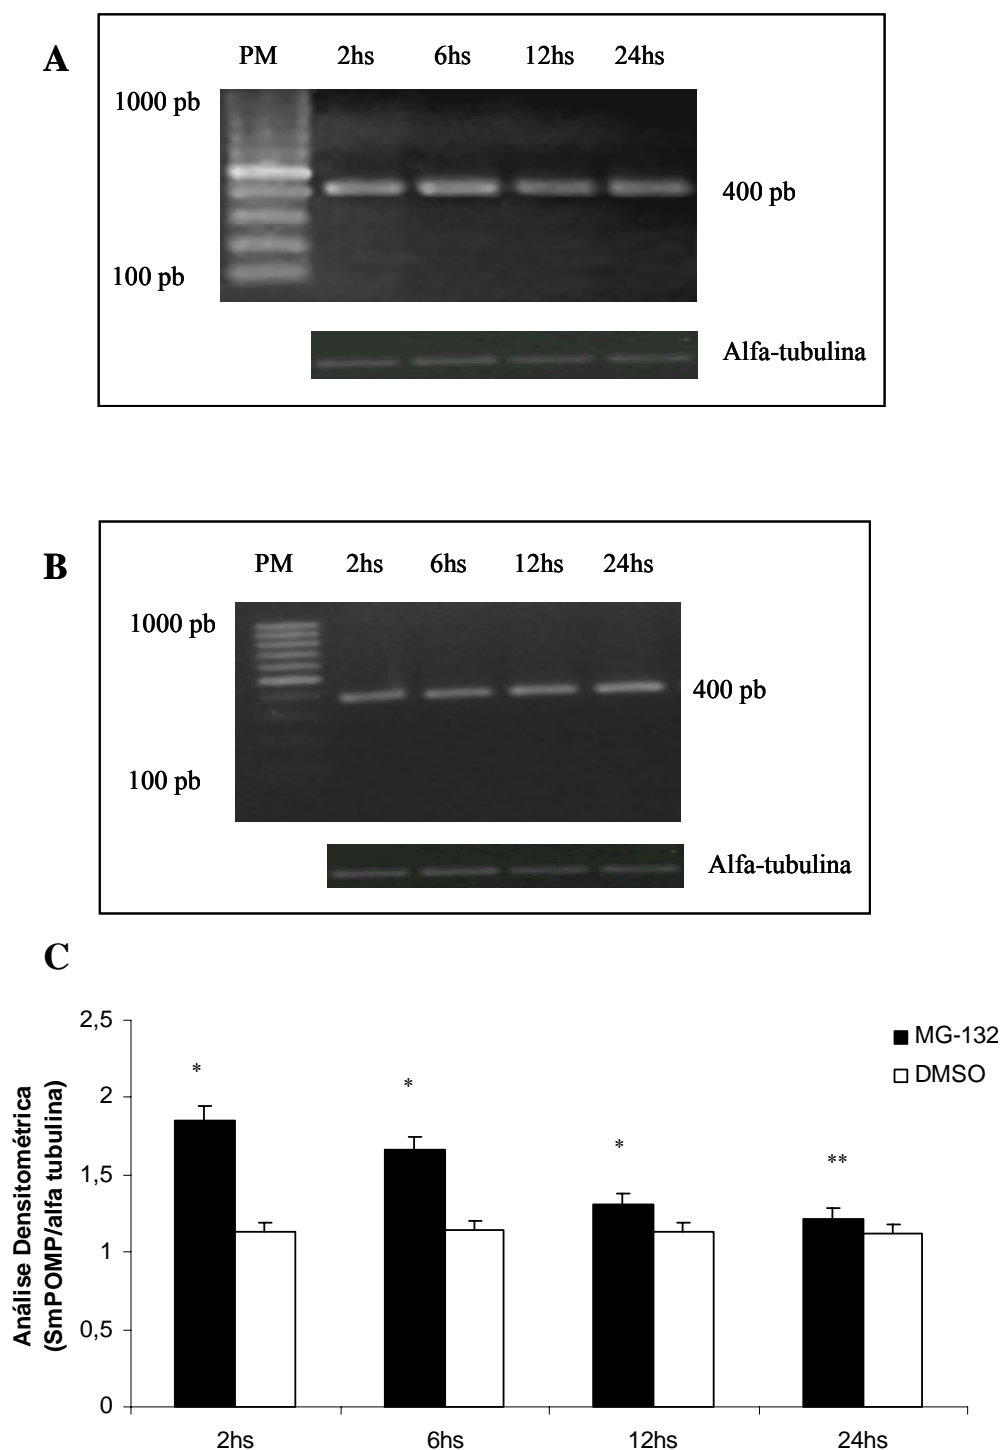 A
PM 2hs 6hs 12hs 24hs
1000 pb
400 pb
100 pb
Alfa-tubulina
B
PM 2hs 6hs 12hs 24hs
1000 pb
400 pb
100 pb
Alfa-tubulina
C
Análise Densitométrica
(SmPOMP/alfa tubulina)
2,5
2
1,5
1
0,5
0
* * * **
MG-132
DMSO
2hs 6hs 12hs 24hs